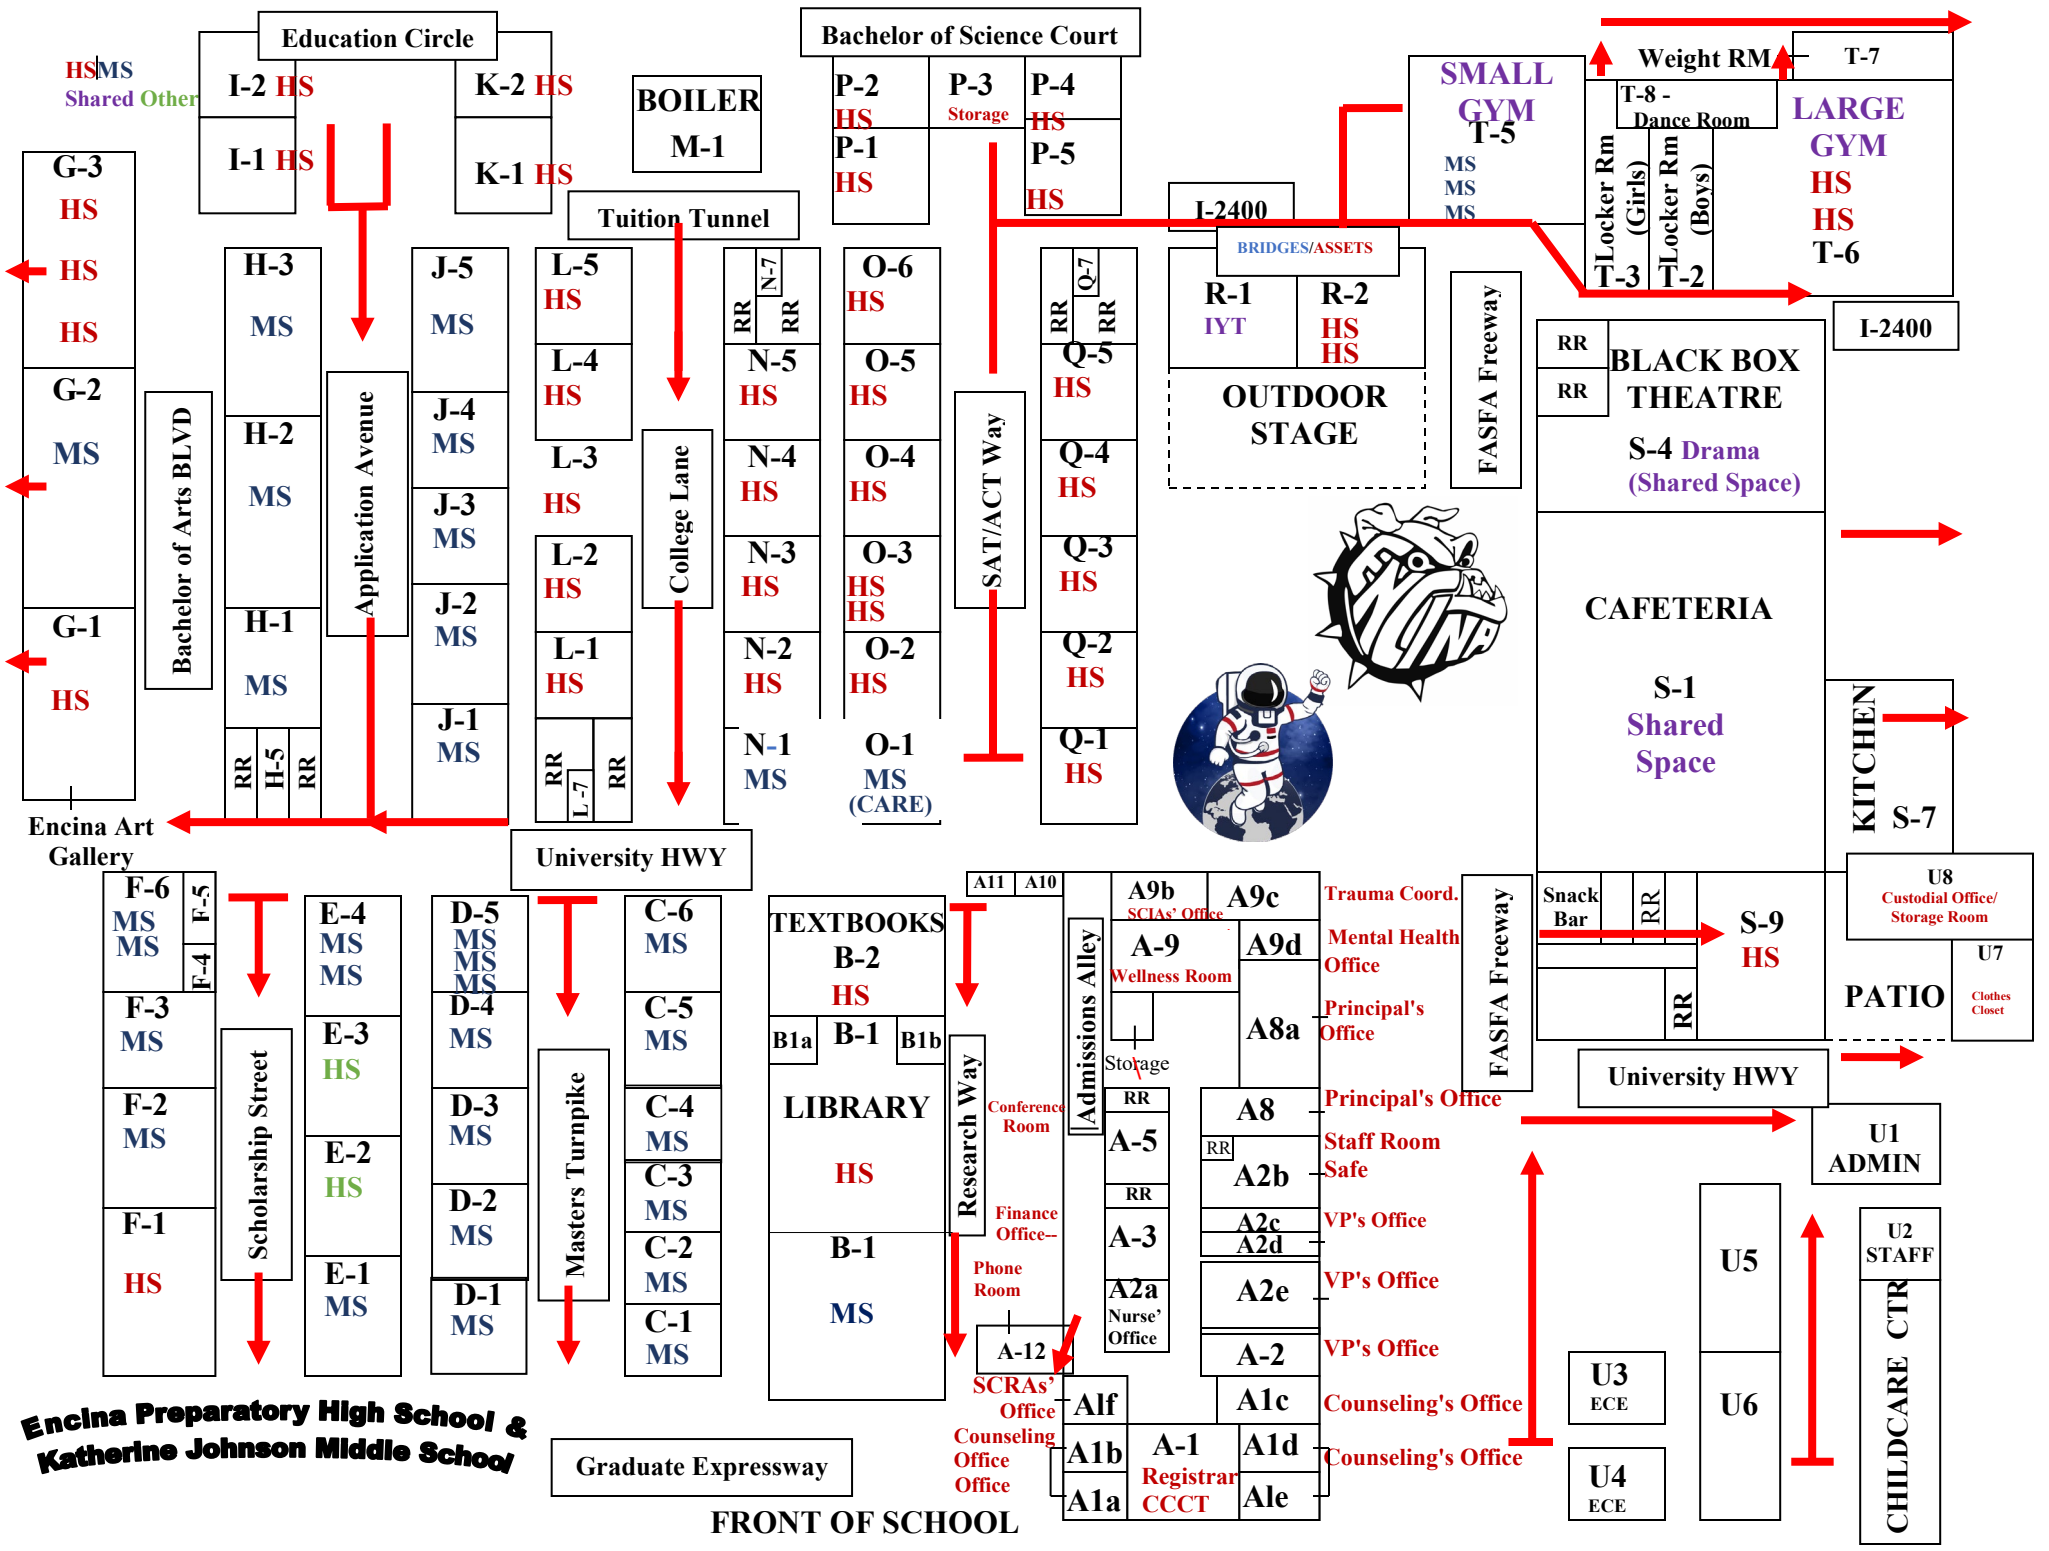 Education Circle
Bachelor of Science Court
HS MS
Shared Other
I-2 HS
K-2 HS
I-1 HS
K-1 HS
BOILER
M-1
P-2
HS
P-3
Storage
P-4
HS
P-1
HS
P-5
HS
SMALL
GYM
T-5
MS
MS
MS
Weight RM
T-7
T-8 -
Dance Room
LARGE
GYM
HS
HS
T-6
Locker Rm
(Girls)
T-3
Locker Rm
(Boys)
T-2
Tuition Tunnel
I-2400
BRIDGES/ASSETS
R-1
IYT
R-2
HS
HS
OUTDOOR
STAGE
FASFA Freeway
I-2400
G-3
HS
HS
HS
G-2
MS
G-1
HS
Encina Art
Gallery
Bachelor of Arts BLVD
H-3
MS
H-2
MS
H-1
MS
RR
H-5
RR
Application Avenue
J-5
MS
J-4
MS
J-3
MS
J-2
MS
J-1
MS
L-5
HS
L-4
HS
L-3
HS
L-2
HS
L-1
HS
RR
L-7
RR
College Lane
RR
N-7
RR
N-5
HS
N-4
HS
N-3
HS
N-2
HS
N-1
MS
O-6
HS
O-5
HS
O-4
HS
O-3
HS
HS
O-2
HS
O-1
MS
(CARE)
SAT/ACT Way
RR
Q-7
RR
Q-5
HS
Q-4
HS
Q-3
HS
Q-2
HS
Q-1
HS
ENCINA
RR
RR
BLACK BOX
THEATRE
S-4 Drama
(Shared Space)
CAFETERIA
S-1
Shared
Space
KITCHEN
S-7
University HWY
F-6
MS
MS
F-5
F-4
F-3
MS
F-2
MS
F-1
HS
Scholarship Street
E-4
MS
MS
E-3
HS
E-2
HS
E-1
MS
D-5
MS
MS
MS
D-4
MS
D-3
MS
D-2
MS
D-1
MS
Masters Turnpike
C-6
MS
C-5
MS
C-4
MS
C-3
MS
C-2
MS
C-1
MS
TEXTBOOKS
B-2
HS
B1a
B-1
B1b
LIBRARY
HS
B-1
MS
Research Way
A11
A10
Admissions Alley
Conference
Room
Finance
Office--
Phone
Room
A-12
SCRAs’
Office
Counseling
Office
Office
A9b
SCIAs’ Office
A9c
Trauma Coord.
A-9
Wellness Room
A9d
Mental Health
Office
Storage
A8a
Principal's
Office
RR
A-5
RR
A-3
A2a
Nurse’
Office
A8
Principal's Office
RR
A2b
Staff Room
Safe
A2c
VP's Office
A2d
A2e
VP's Office
A-2
VP's Office
Alf
A1c
Counseling's Office
A1b
A-1
Registrar
CCCT
A1d
Counseling's Office
A1a
Ale
FASFA Freeway
Snack
Bar
RR
RR
S-9
HS
U8
Custodial Office/
Storage Room
U7
Clothes
Closet
PATIO
University HWY
U1
ADMIN
U2
STAFF
CHILDCARE CTR
U5
U6
U3
ECE
U4
ECE
Encina Preparatory High School &
Katherine Johnson Middle School
Graduate Expressway
FRONT OF SCHOOL